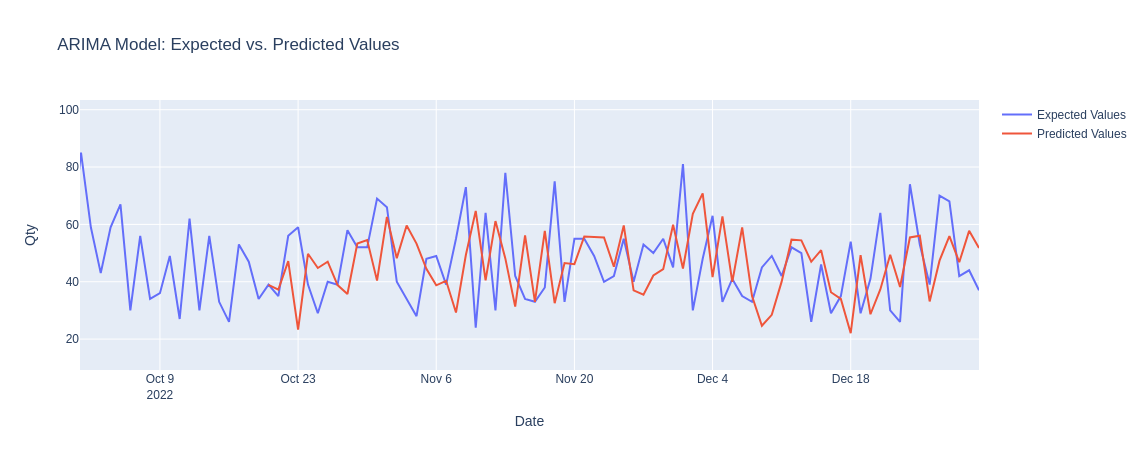 ARIMA Model: Expected vs. Predicted Values
Expected Values
Predicted Values
Qty
100
80
60
40
20
Oct 9
2022
Oct 23
Nov 6
Nov 20
Dec 4
Dec 18
Date